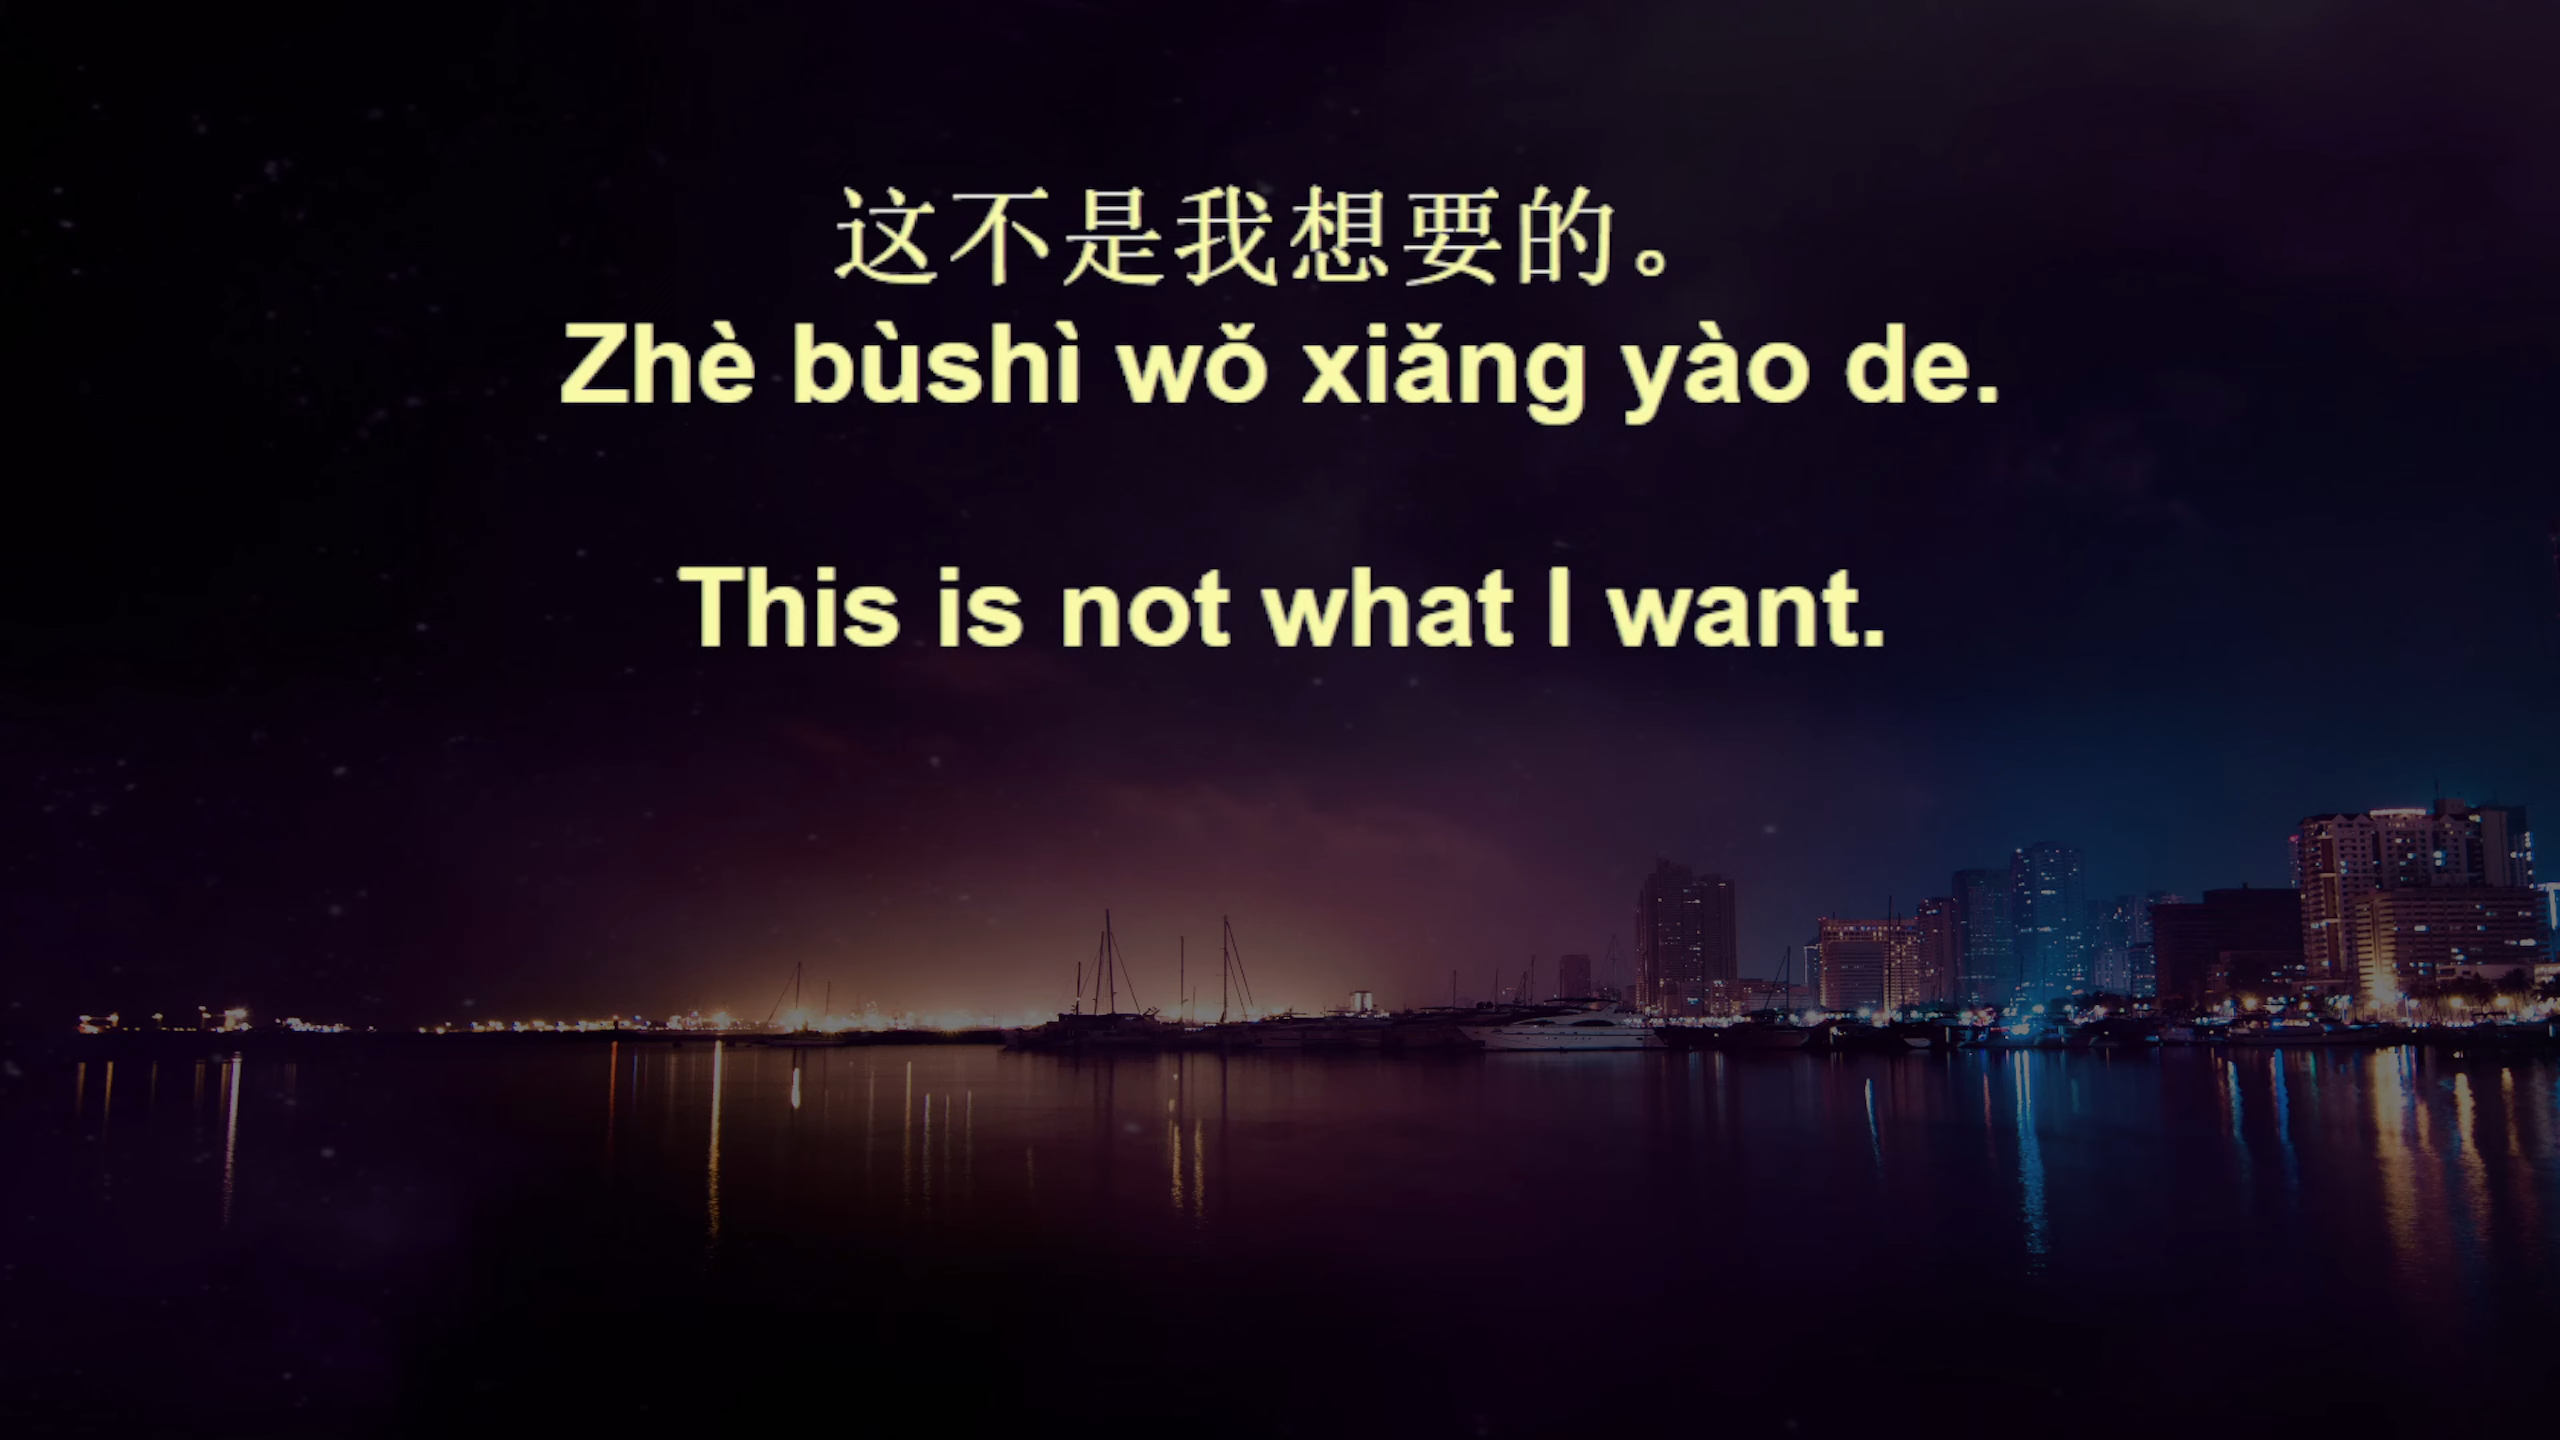 这不是我想要的。
Zhè bùshì wǒ xiǎng yào de.
This is not what I want.